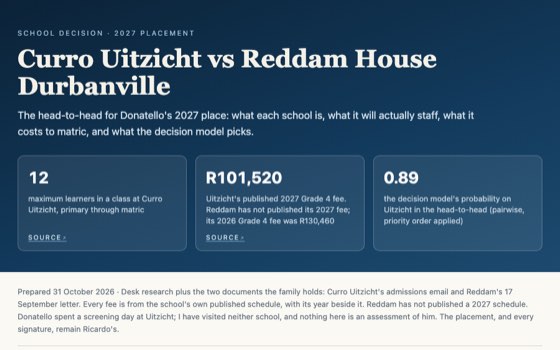 SCHOOL DECISION · 2027 PLACEMENT
Curro Uitzicht vs Reddam House
Durbanville
The head-to-head for Donatello's 2027 place: what each school is, what it will actually staff, what it
costs to matric, and what the decision model picks.
12
maximum learners in a class at Curro
Uitzicht, primary through matric
SOURCE ›
R101,520
Uitzicht's published 2027 Grade 4 fee.
Reddam has not published its 2027 fee;
its 2026 Grade 4 fee was R130,460
SOURCE ›
0.89
the decision model's probability on
Uitzicht in the head-to-head (pairwise,
priority order applied)
Prepared 31 October 2026 · Desk research plus the two documents the family holds: Curro Uitzicht's admissions email and Reddam's 17
September letter. Every fee is from the school's own published schedule, with its year beside it. Reddam has not published a 2027 schedule.
Donatello spent a screening day at Uitzicht; I have visited neither school, and nothing here is an assessment of him. The placement, and every
signature, remain Ricardo's.